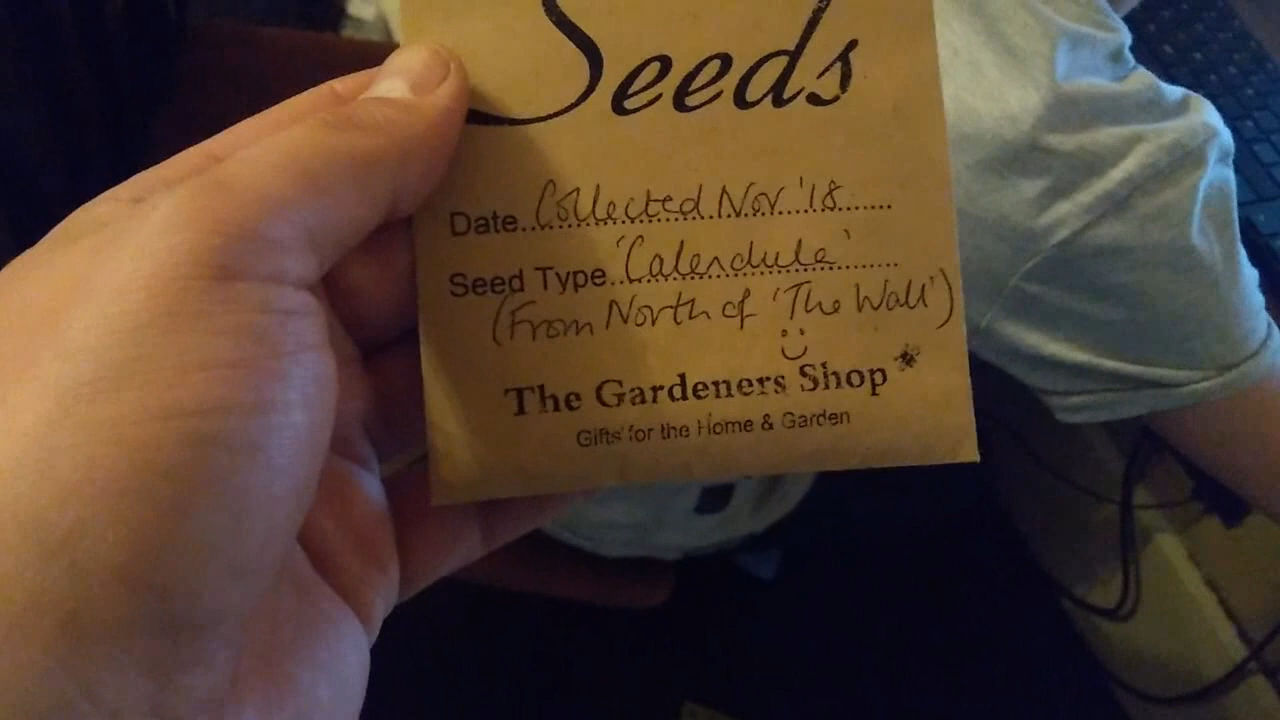 Seeds
Date..Collected Nov '18......
Seed Type..'Calendula'.......
(From North of 'The Wall')
The Gardeners Shop
Gifts for the Home & Garden